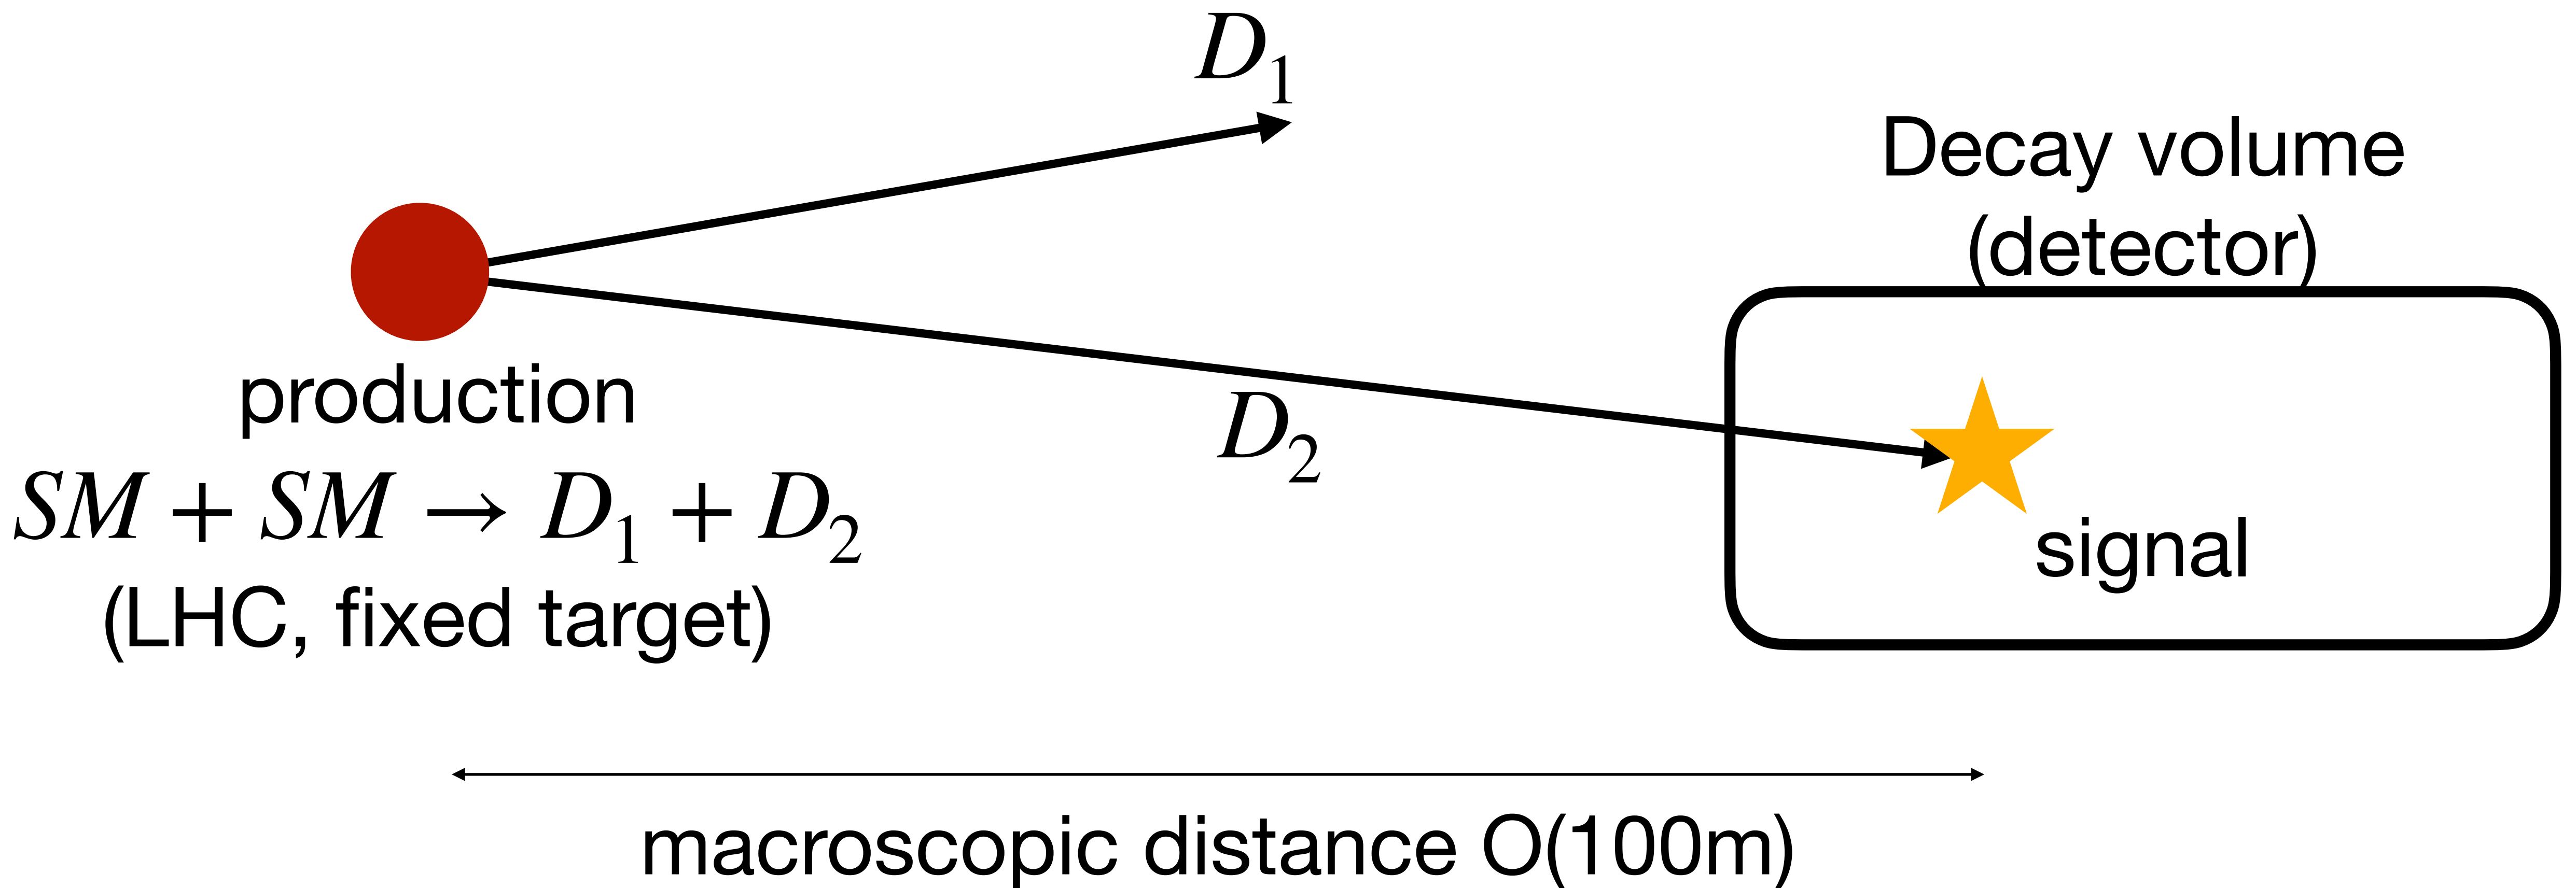 D₁
Decay volume
(detector)
production
D₂
SM + SM → D₁ + D₂
signal
(LHC, fixed target)
macroscopic distance O(100m)